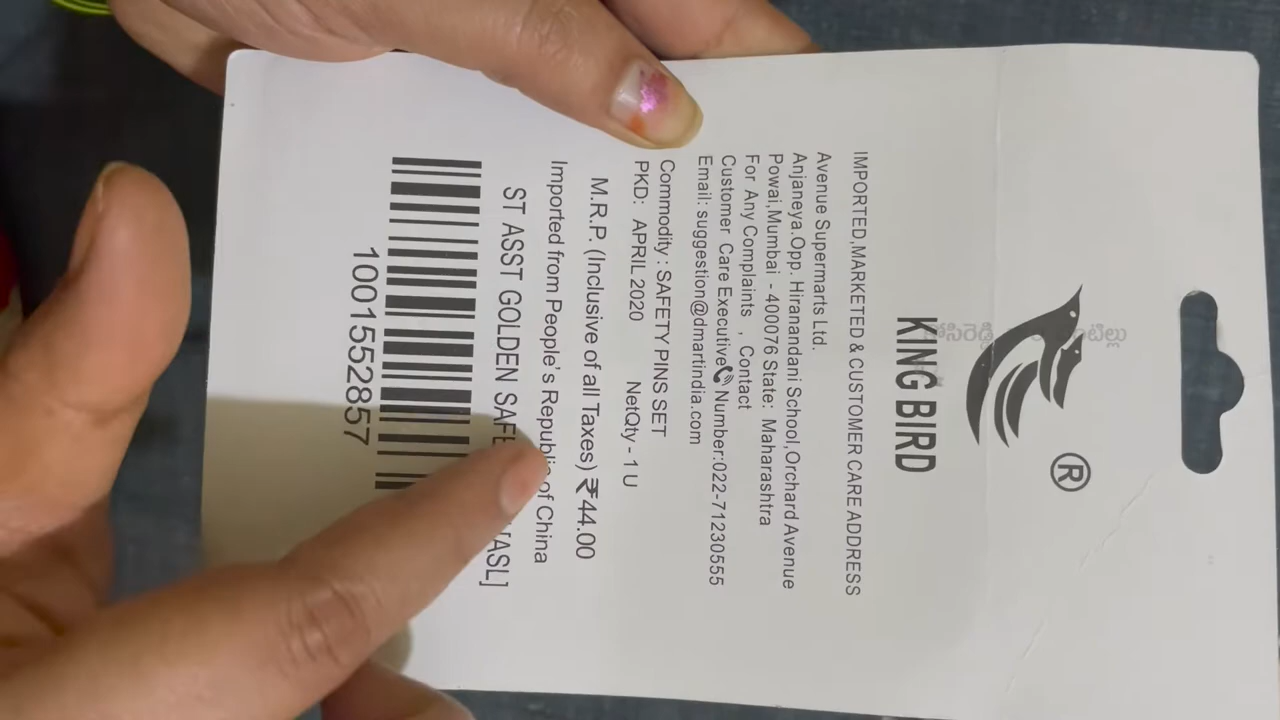 ®
KING BIRD
IMPORTED,MARKETED & CUSTOMER CARE ADDRESS
Avenue Supermarts Ltd.
Anjaneya.Opp. Hiranandani School,Orchard Avenue
Powai,Mumbai - 400076 State: Maharashtra
For Any Complaints , Contact
Customer Care Executive Number:022-71230555
Email: suggestion@dmartindia.com
Commodity : SAFETY PINS SET
PKD: APRIL 2020 NetQty - 1 U
M.R.P. (Inclusive of all Taxes) ₹ 44.00
Imported from People's Republic of China
ST ASST GOLDEN [ASL]
1001552857